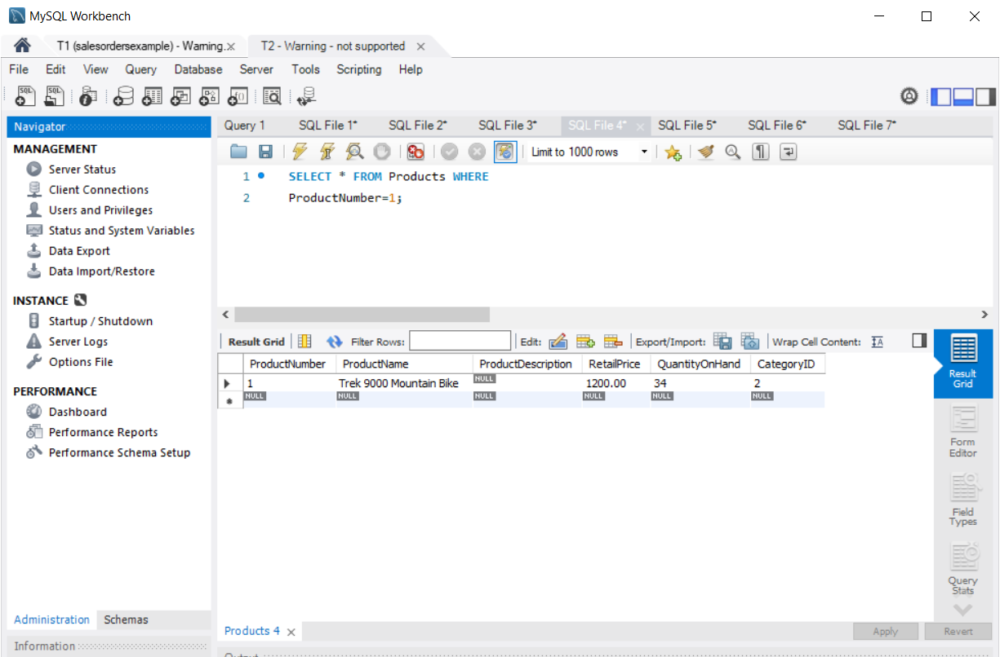 MySQL Workbench
T1 (salesordersexample) - Warning. T2 - Warning - not supported
File Edit View Query Database Server Tools Scripting Help
SQL SQL
Navigator
MANAGEMENT
Server Status
Client Connections
Users and Privileges
Status and System Variables
Data Export
Data Import/Restore
INSTANCE
Startup / Shutdown
Server Logs
Options File
PERFORMANCE
Dashboard
Performance Reports
Performance Schema Setup
Administration Schemas
Information
Query 1 SQL File 1* SQL File 2* SQL File 3* SQL File 4* SQL File 5* SQL File 6* SQL File 7*
Limit to 1000 rows
1 SELECT * FROM Products WHERE
2 ProductNumber=1;
Result Grid Filter Rows: Edit: Export/Import: Wrap Cell Content:
ProductNumber ProductName ProductDescription RetailPrice QuantityOnHand CategoryID
1 Trek 9000 Mountain Bike NULL 1200.00 34 2
NULL NULL NULL NULL NULL NULL
Result
Grid
Form
Editor
Field
Types
Query
Stats
Products 4
Apply Revert